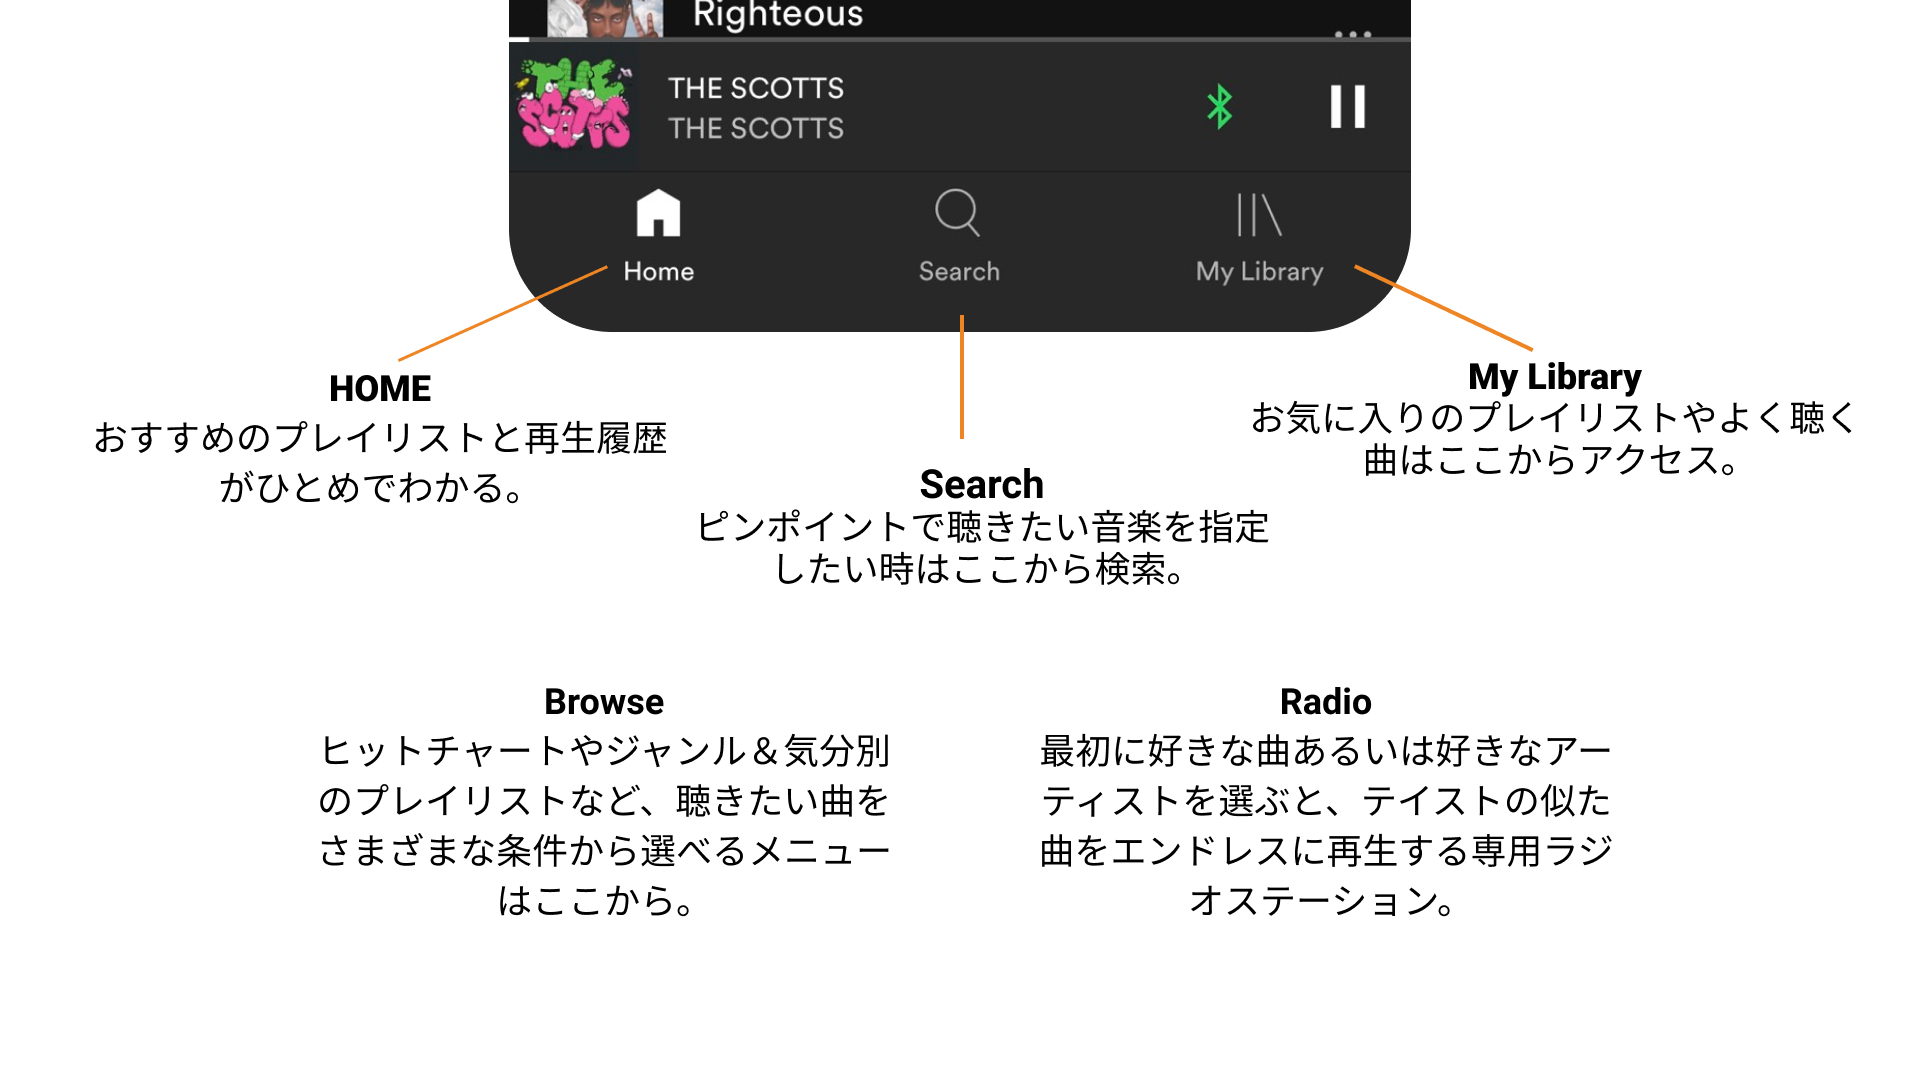 Righteous
THE SCOTTS
THE SCOTTS
THE SCOTTS
Home
Search
My Library
HOME
おすすめのプレイリストと再生履歴
がひとめでわかる。
My Library
お気に入りのプレイリストやよく聴く
曲はここからアクセス。
Search
ピンポイントで聴きたい音楽を指定
したい時はここから検索。
Browse
ヒットチャートやジャンル＆気分別
のプレイリストなど、聴きたい曲を
さまざまな条件から選べるメニュー
はここから。
Radio
最初に好きな曲あるいは好きなアー
ティストを選ぶと、テイストの似た
曲をエンドレスに再生する専用ラジ
オステーション。